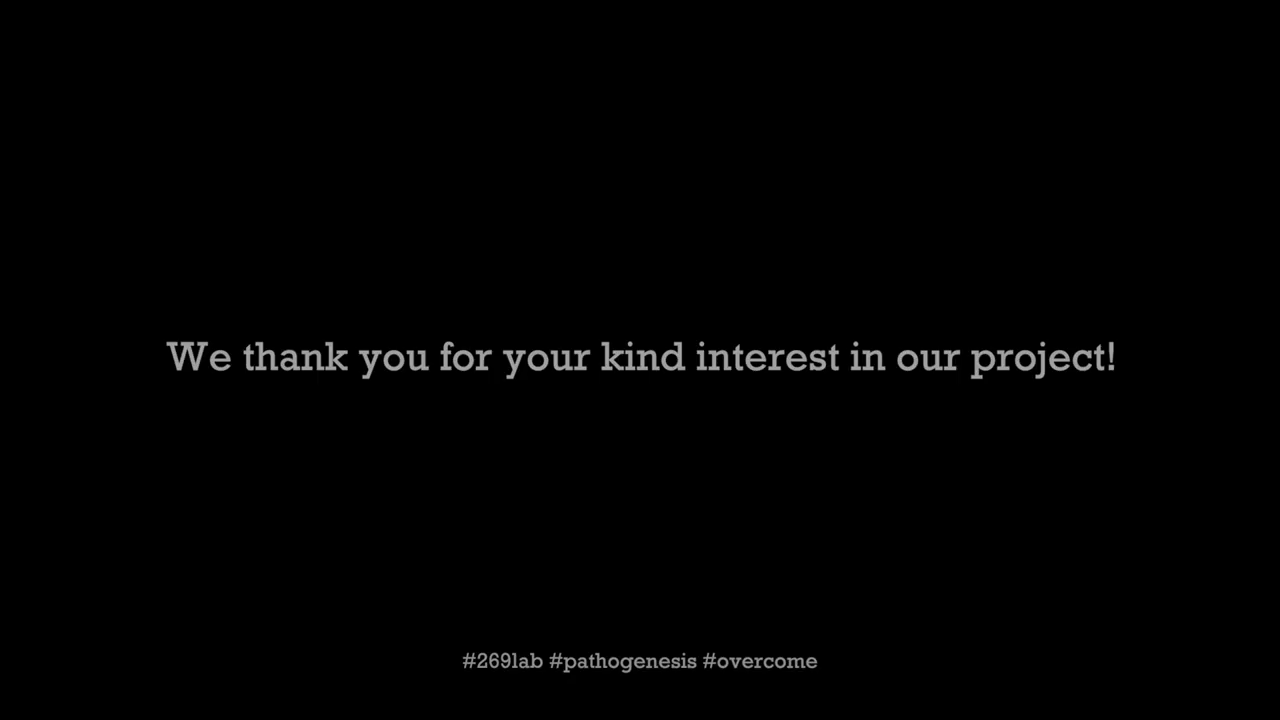 We thank you for your kind interest in our project!
#269lab #pathogenesis #overcome